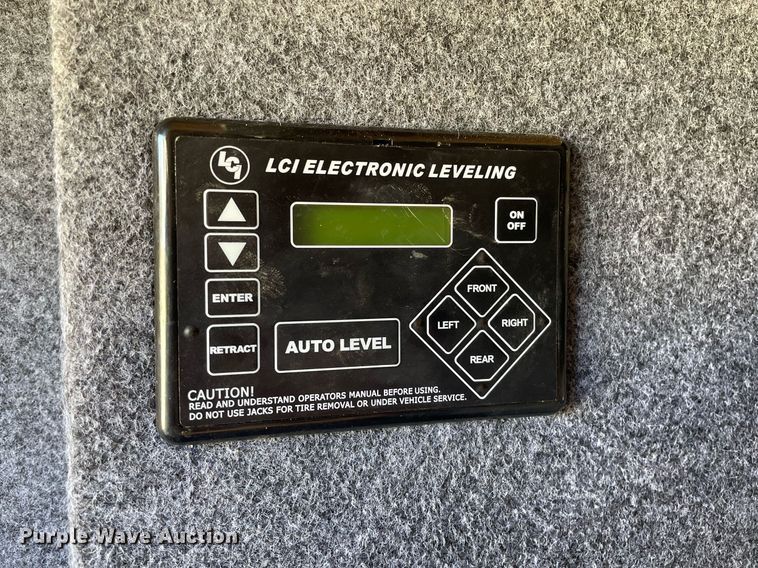 LCI LCI ELECTRONIC LEVELING
ON
OFF
ENTER
RETRACT
AUTO LEVEL
FRONT
LEFT
RIGHT
REAR
CAUTION!
READ AND UNDERSTAND OPERATORS MANUAL BEFORE USING.
DO NOT USE JACKS FOR TIRE REMOVAL OR UNDER VEHICLE SERVICE.
Purple Wave Auction